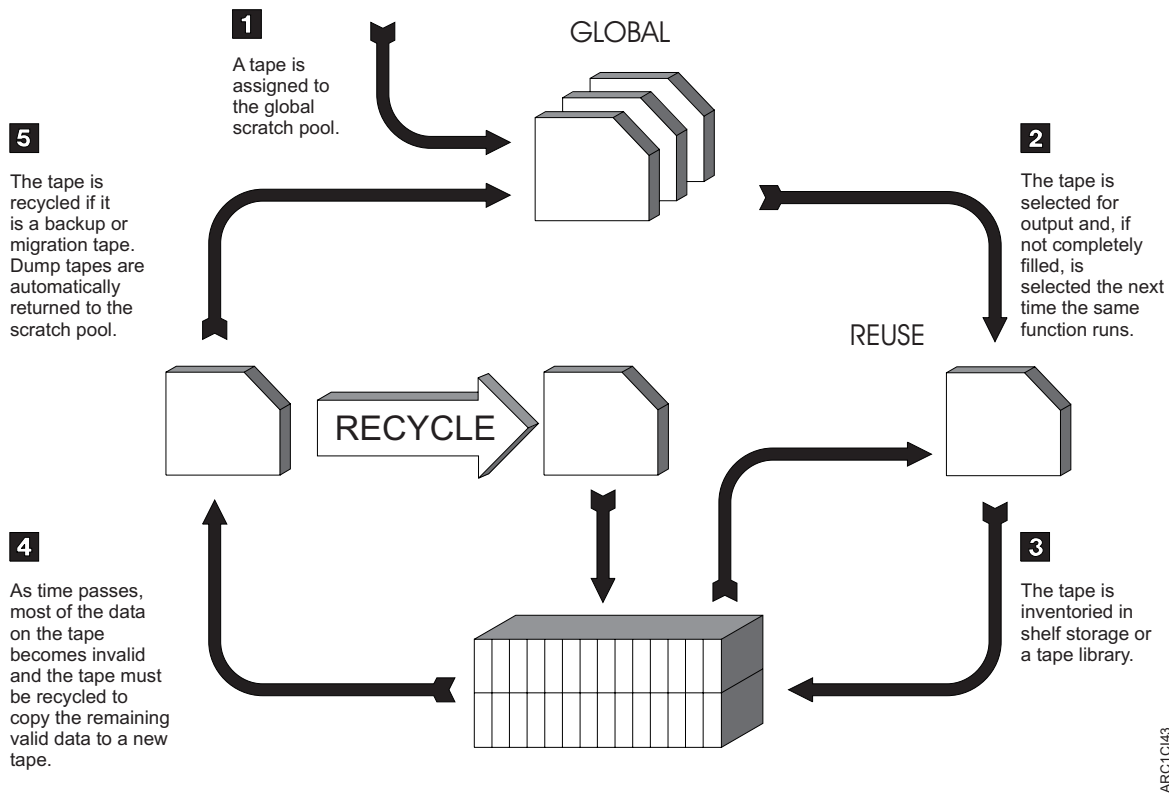 1
A tape is
assigned to
the global
scratch pool.
GLOBAL
5
The tape is
recycled if it
is a backup or
migration tape.
Dump tapes are
automatically
returned to the
scratch pool.
2
The tape is
selected for
output and, if
not completely
filled, is
selected the next
time the same
function runs.
REUSE
RECYCLE
4
As time passes,
most of the data
on the tape
becomes invalid
and the tape must
be recycled to
copy the remaining
valid data to a new
tape.
3
The tape is
inventoried in
shelf storage or
a tape library.
ARC1CI43